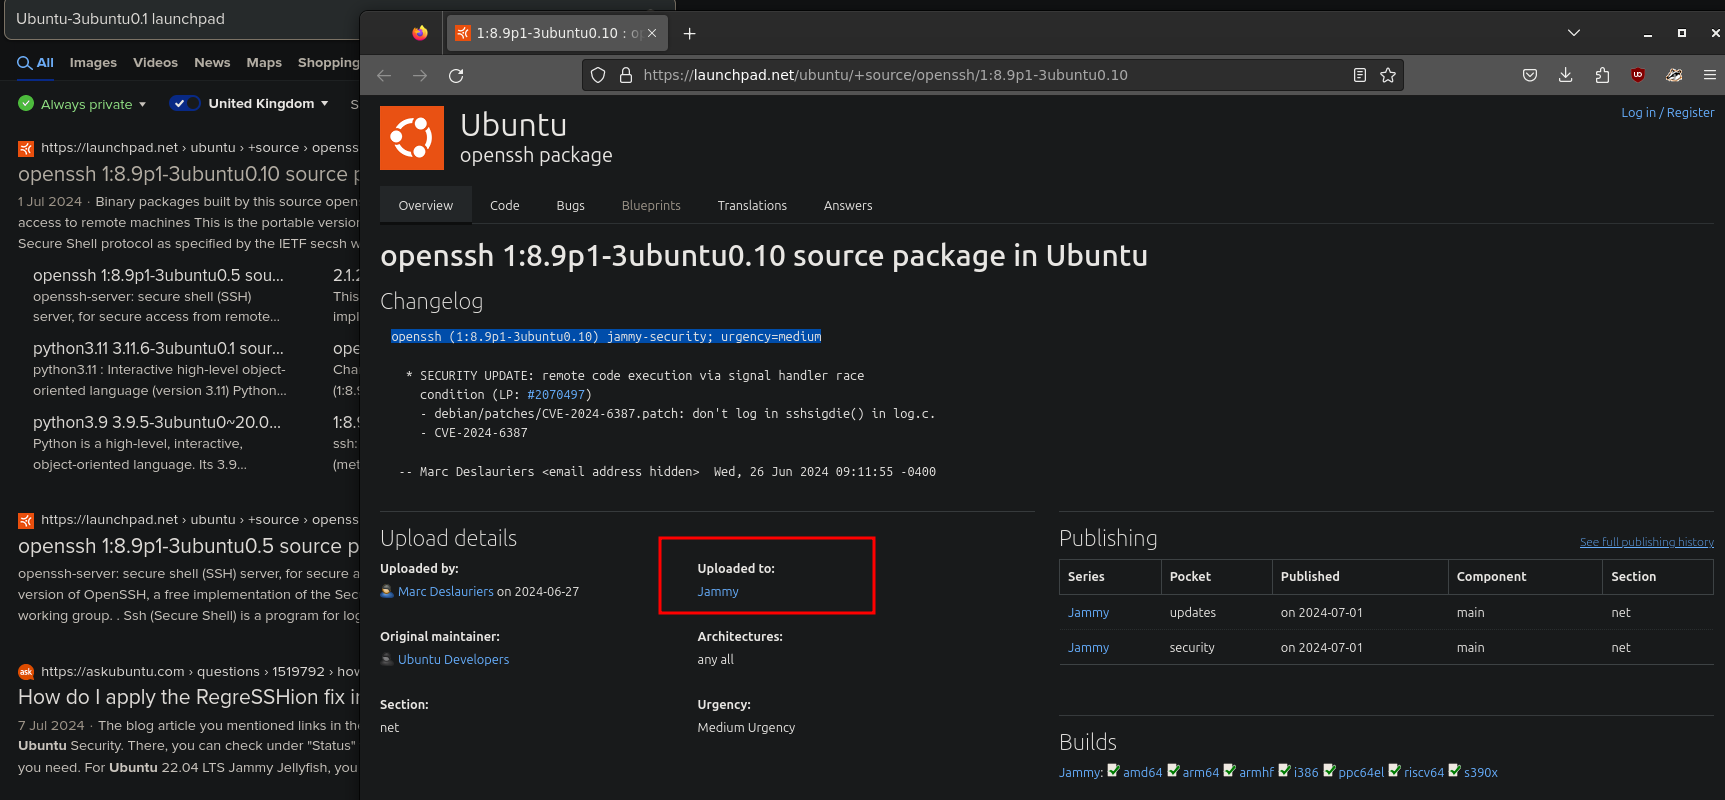 Ubuntu-3ubuntu0.1 launchpad
All Images Videos News Maps Shopping
Always private United Kingdom S
https://launchpad.net › ubuntu › +source › openss
openssh 1:8.9p1-3ubuntu0.10 source p
1 Jul 2024 · Binary packages built by this source open
access to remote machines This is the portable version
Secure Shell protocol as specified by the IETF secsh w
openssh 1:8.9p1-3ubuntu0.5 sou...
openssh-server: secure shell (SSH)
server, for secure access from remote...
2.1.2
This
impl
python3.11 3.11.6-3ubuntu0.1 sour...
python3.11 : Interactive high-level object-
oriented language (version 3.11) Python...
ope
Cha
(1:8.9
python3.9 3.9.5-3ubuntu0~20.0...
Python is a high-level, interactive,
object-oriented language. Its 3.9...
1:8.9
ssh:
(met
https://launchpad.net › ubuntu › +source › openss
openssh 1:8.9p1-3ubuntu0.5 source p
openssh-server: secure shell (SSH) server, for secure a
version of OpenSSH, a free implementation of the Sec
working group. . Ssh (Secure Shell) is a program for log
ask https://askubuntu.com › questions › 1519792 › how
How do I apply the RegreSSHion fix in
7 Jul 2024 · The blog article you mentioned links in the
Ubuntu Security. There, you can check under "Status"
you need. For Ubuntu 22.04 LTS Jammy Jellyfish, you
1:8.9p1-3ubuntu0.10 : op
https://launchpad.net/ubuntu/+source/openssh/1:8.9p1-3ubuntu0.10
Log in / Register
Ubuntu
openssh package
Overview Code Bugs Blueprints Translations Answers
openssh 1:8.9p1-3ubuntu0.10 source package in Ubuntu
Changelog
openssh (1:8.9p1-3ubuntu0.10) jammy-security; urgency=medium
* SECURITY UPDATE: remote code execution via signal handler race
condition (LP: #2070497)
- debian/patches/CVE-2024-6387.patch: don't log in sshsigdie() in log.c.
- CVE-2024-6387
-- Marc Deslauriers <email address hidden>  Wed, 26 Jun 2024 09:11:55 -0400
Upload details
Uploaded by:
Marc Deslauriers on 2024-06-27
Uploaded to:
Jammy
Original maintainer:
Ubuntu Developers
Architectures:
any all
Section:
net
Urgency:
Medium Urgency
Publishing
See full publishing history
Series Pocket Published Component Section
Jammy updates on 2024-07-01 main net
Jammy security on 2024-07-01 main net
Builds
Jammy: amd64 arm64 armhf i386 ppc64el riscv64 s390x